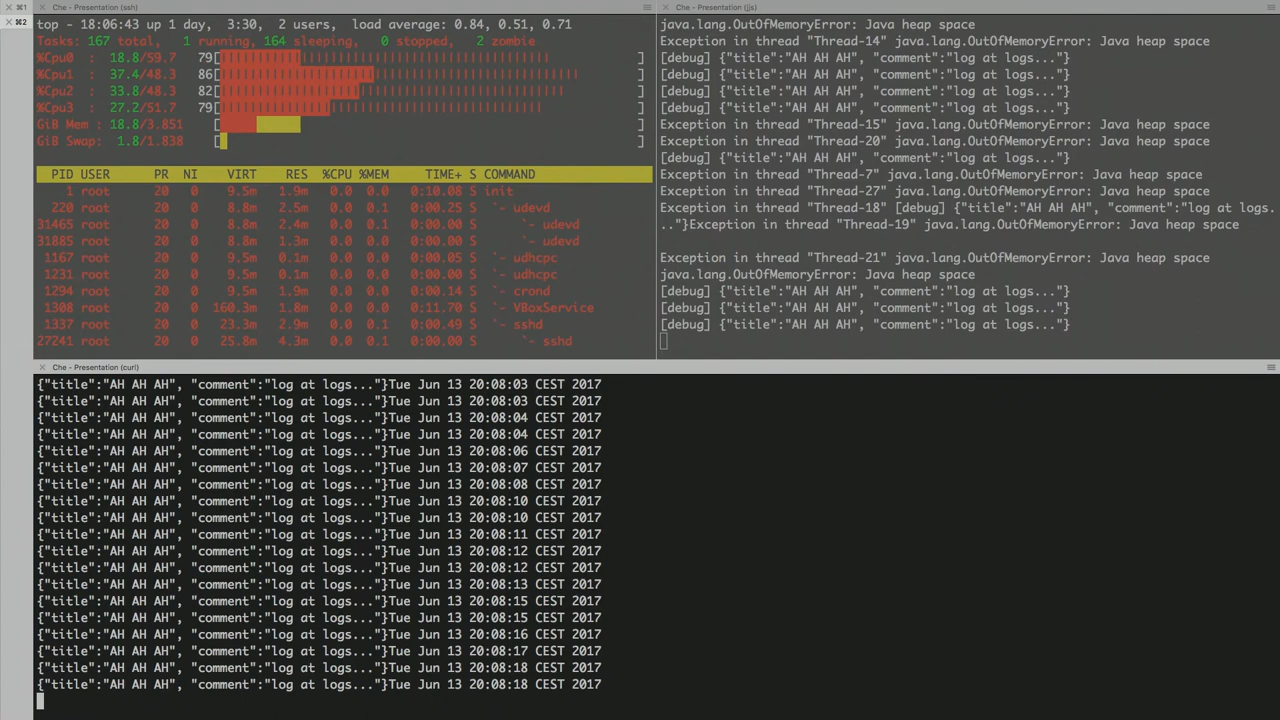 ⌘1
⌘2
Che - Presentation (ssh)
top - 18:06:43 up 1 day,  3:30,  2 users,  load average: 0.84, 0.51, 0.71
Tasks: 167 total,   1 running, 164 sleeping,   0 stopped,   2 zombie
%Cpu0  :  18.8/59.7   79[||||||||||||||||||||||||||||||||||||||||||||| ]
%Cpu1  :  37.4/48.3   86[||||||||||||||||||||||||||||||||||||||||||||||||| ]
%Cpu2  :  33.8/48.3   82[||||||||||||||||||||||||||||||||||||||||||||||| ]
%Cpu3  :  27.2/51.7   79[|||||||||||||||||||||||||||||||||||||||||||| ]
GiB Mem : 18.8/3.851   [ ]
GiB Swap:  1.8/1.838   [ ]
PID USER      PR  NI    VIRT    RES  %CPU %MEM     TIME+ S COMMAND
1 root      20   0    9.5m   1.9m   0.0  0.0   0:10.08 S init
220 root      20   0    8.8m   2.5m   0.0  0.1   0:00.25 S  `- udevd
31465 root      20   0    8.8m   2.4m   0.0  0.1   0:00.00 S      `- udevd
31885 root      20   0    8.8m   1.3m   0.0  0.0   0:00.00 S      `- udevd
1167 root      20   0    9.5m   0.1m   0.0  0.0   0:00.05 S  `- udhcpc
1231 root      20   0    9.5m   0.1m   0.0  0.0   0:00.00 S  `- udhcpc
1294 root      20   0    9.5m   1.9m   0.0  0.0   0:00.14 S  `- crond
1308 root      20   0  160.3m   1.8m   0.0  0.0   0:11.70 S  `- VBoxService
1337 root      20   0   23.3m   2.9m   0.0  0.1   0:00.49 S  `- sshd
27241 root      20   0   25.8m   4.3m   0.0  0.1   0:00.00 S      `- sshd
Che - Presentation (jjs)
java.lang.OutOfMemoryError: Java heap space
Exception in thread "Thread-14" java.lang.OutOfMemoryError: Java heap space
[debug] {"title":"AH AH AH", "comment":"log at logs..."}
[debug] {"title":"AH AH AH", "comment":"log at logs..."}
[debug] {"title":"AH AH AH", "comment":"log at logs..."}
[debug] {"title":"AH AH AH", "comment":"log at logs..."}
Exception in thread "Thread-15" java.lang.OutOfMemoryError: Java heap space
Exception in thread "Thread-20" java.lang.OutOfMemoryError: Java heap space
[debug] {"title":"AH AH AH", "comment":"log at logs..."}
Exception in thread "Thread-7" java.lang.OutOfMemoryError: Java heap space
Exception in thread "Thread-27" java.lang.OutOfMemoryError: Java heap space
Exception in thread "Thread-18" [debug] {"title":"AH AH AH", "comment":"log at logs.
.."}Exception in thread "Thread-19" java.lang.OutOfMemoryError: Java heap space
Exception in thread "Thread-21" java.lang.OutOfMemoryError: Java heap space
java.lang.OutOfMemoryError: Java heap space
[debug] {"title":"AH AH AH", "comment":"log at logs..."}
[debug] {"title":"AH AH AH", "comment":"log at logs..."}
[debug] {"title":"AH AH AH", "comment":"log at logs..."}
Che - Presentation (curl)
{"title":"AH AH AH", "comment":"log at logs..."}Tue Jun 13 20:08:03 CEST 2017
{"title":"AH AH AH", "comment":"log at logs..."}Tue Jun 13 20:08:03 CEST 2017
{"title":"AH AH AH", "comment":"log at logs..."}Tue Jun 13 20:08:04 CEST 2017
{"title":"AH AH AH", "comment":"log at logs..."}Tue Jun 13 20:08:04 CEST 2017
{"title":"AH AH AH", "comment":"log at logs..."}Tue Jun 13 20:08:06 CEST 2017
{"title":"AH AH AH", "comment":"log at logs..."}Tue Jun 13 20:08:07 CEST 2017
{"title":"AH AH AH", "comment":"log at logs..."}Tue Jun 13 20:08:08 CEST 2017
{"title":"AH AH AH", "comment":"log at logs..."}Tue Jun 13 20:08:10 CEST 2017
{"title":"AH AH AH", "comment":"log at logs..."}Tue Jun 13 20:08:10 CEST 2017
{"title":"AH AH AH", "comment":"log at logs..."}Tue Jun 13 20:08:11 CEST 2017
{"title":"AH AH AH", "comment":"log at logs..."}Tue Jun 13 20:08:12 CEST 2017
{"title":"AH AH AH", "comment":"log at logs..."}Tue Jun 13 20:08:12 CEST 2017
{"title":"AH AH AH", "comment":"log at logs..."}Tue Jun 13 20:08:13 CEST 2017
{"title":"AH AH AH", "comment":"log at logs..."}Tue Jun 13 20:08:15 CEST 2017
{"title":"AH AH AH", "comment":"log at logs..."}Tue Jun 13 20:08:15 CEST 2017
{"title":"AH AH AH", "comment":"log at logs..."}Tue Jun 13 20:08:16 CEST 2017
{"title":"AH AH AH", "comment":"log at logs..."}Tue Jun 13 20:08:17 CEST 2017
{"title":"AH AH AH", "comment":"log at logs..."}Tue Jun 13 20:08:18 CEST 2017
{"title":"AH AH AH", "comment":"log at logs..."}Tue Jun 13 20:08:18 CEST 2017